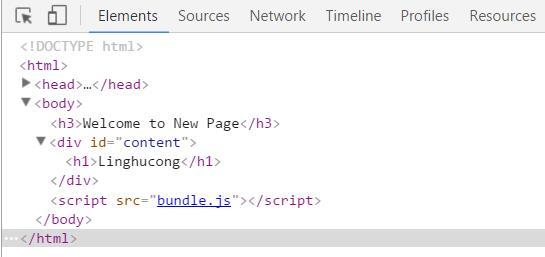 Elements Sources Network Timeline Profiles Resources
<!DOCTYPE html>
<html>
<head>…</head>
<body>
<h3>Welcome to New Page</h3>
<div id="content">
<h1>Linghucong</h1>
</div>
<script src="bundle.js"></script>
</body>
…</html>